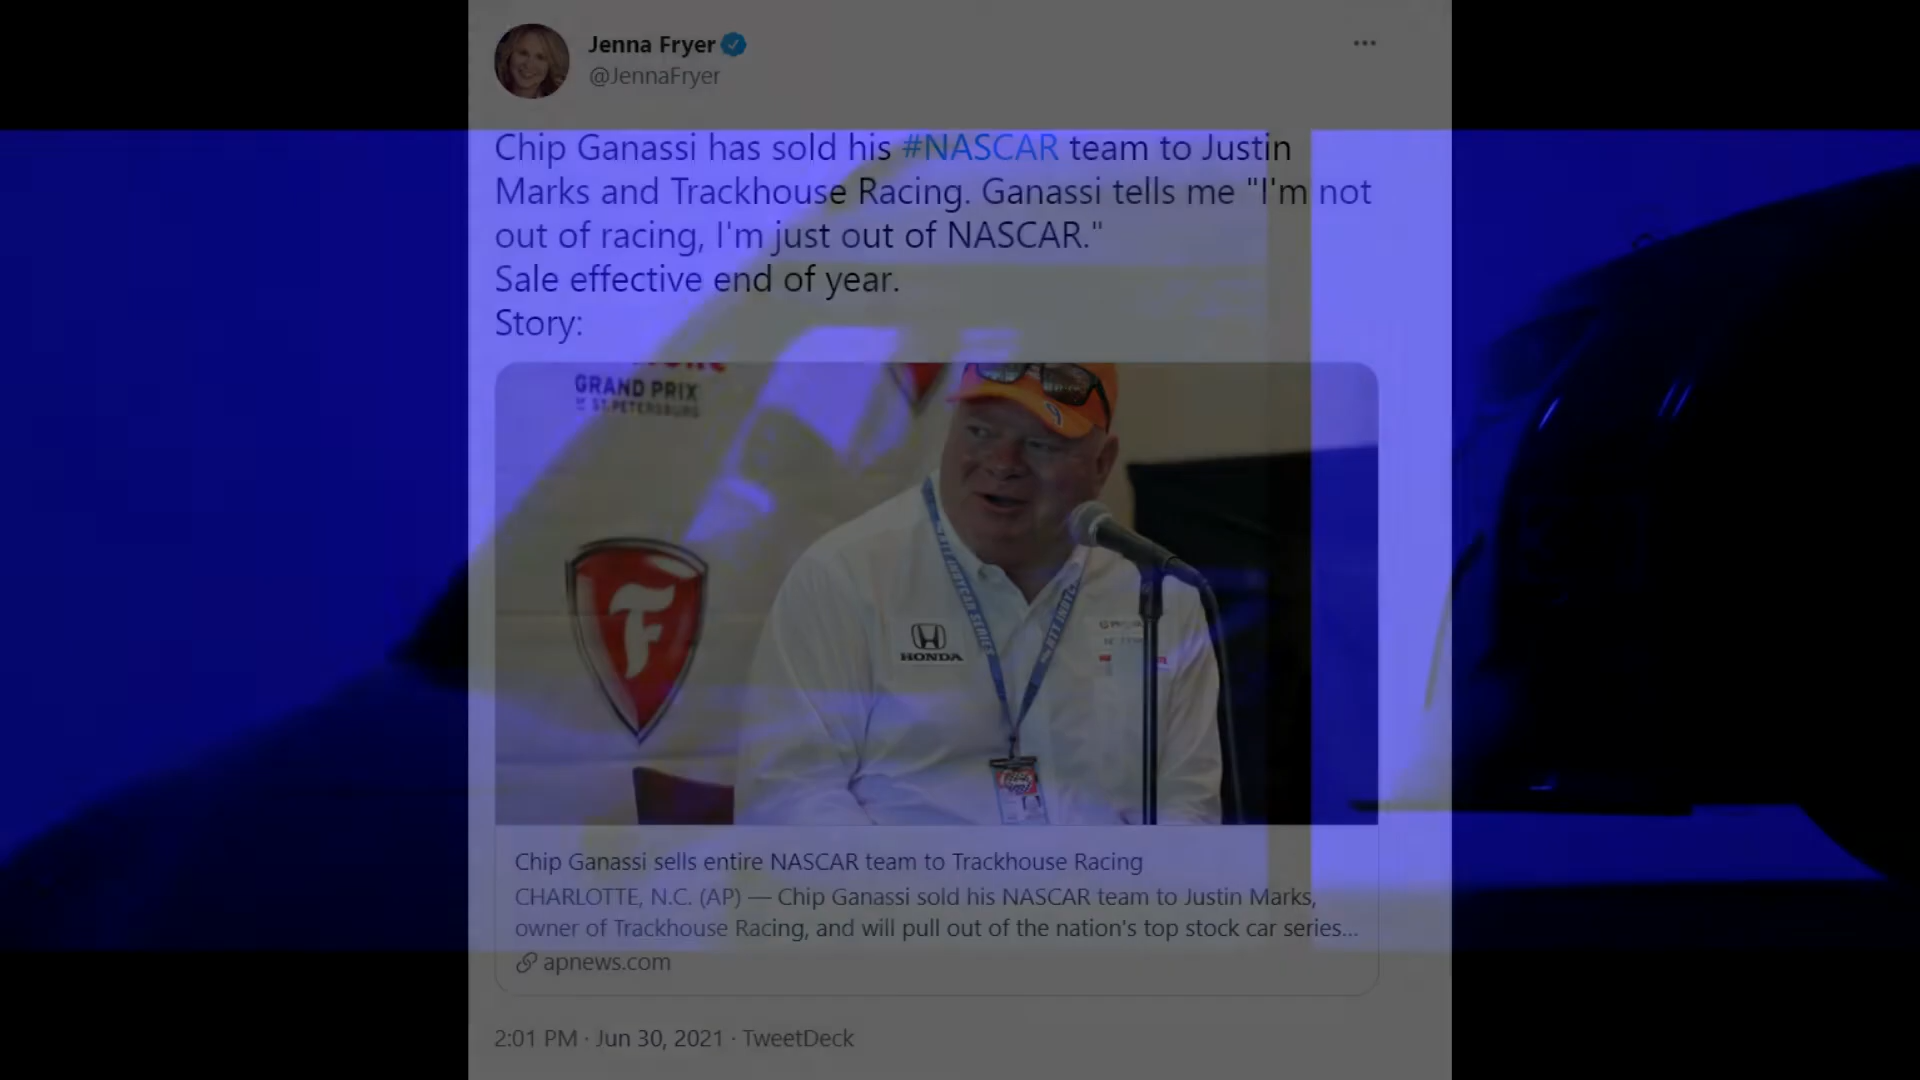 Jenna Fryer
@JennaFryer
Chip Ganassi has sold his #NASCAR team to Justin
Marks and Trackhouse Racing. Ganassi tells me "I'm not
out of racing, I'm just out of NASCAR."
Sale effective end of year.
Story:
GRAND PRIX
OF ST. PETERSBURG
F
HONDA
Chip Ganassi sells entire NASCAR team to Trackhouse Racing
CHARLOTTE, N.C. (AP) — Chip Ganassi sold his NASCAR team to Justin Marks,
owner of Trackhouse Racing, and will pull out of the nation's top stock car series...
apnews.com
2:01 PM · Jun 30, 2021 · TweetDeck